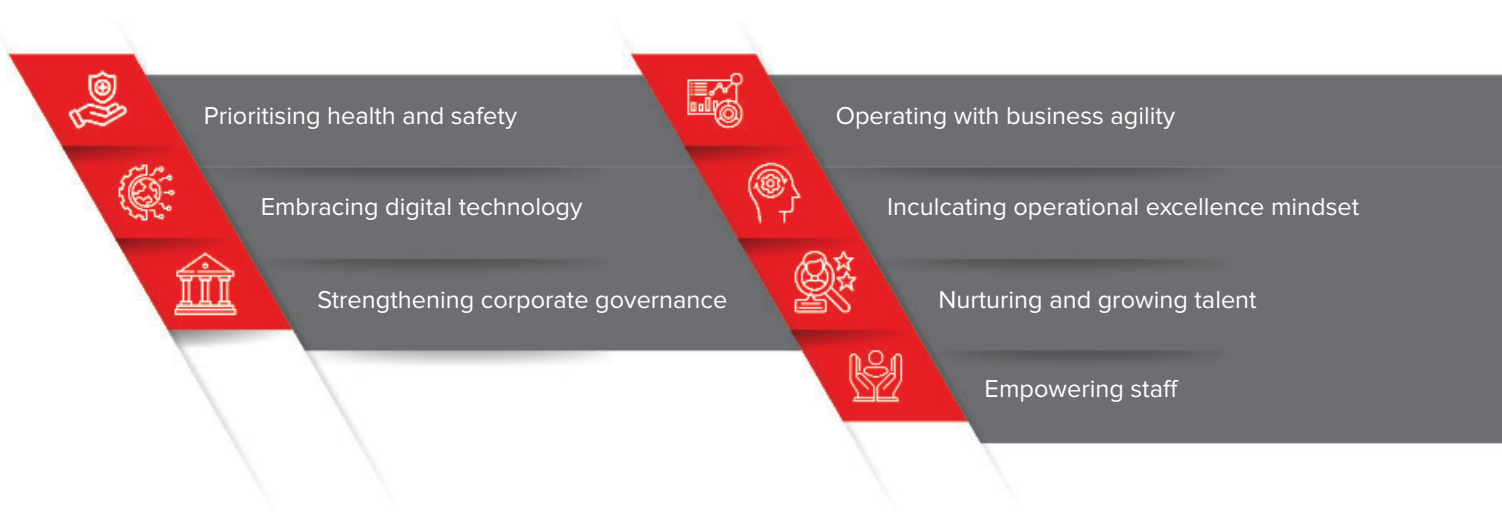 Prioritising health and safety
Embracing digital technology
Strengthening corporate governance
Operating with business agility
Inculcating operational excellence mindset
Nurturing and growing talent
Empowering staff